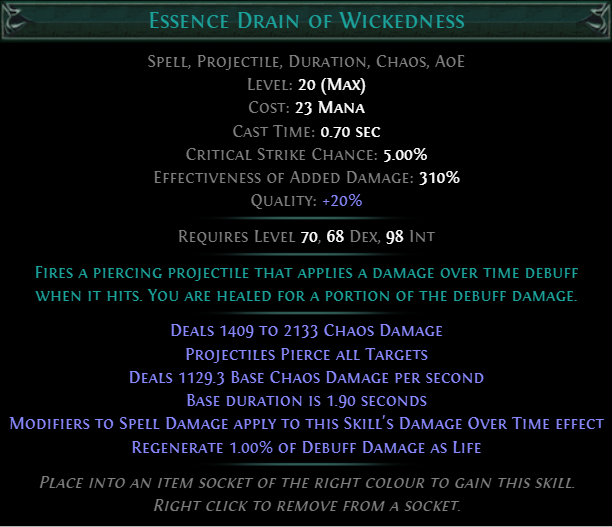 Essence Drain of Wickedness
Spell, Projectile, Duration, Chaos, AoE
Level: 20 (Max)
Cost: 23 Mana
Cast Time: 0.70 sec
Critical Strike Chance: 5.00%
Effectiveness of Added Damage: 310%
Quality: +20%
Requires Level 70, 68 Dex, 98 Int
Fires a piercing projectile that applies a damage over time debuff
when it hits. You are healed for a portion of the debuff damage.
Deals 1409 to 2133 Chaos Damage
Projectiles Pierce all Targets
Deals 1129.3 Base Chaos Damage per second
Base duration is 1.90 seconds
Modifiers to Spell Damage apply to this Skill's Damage Over Time effect
Regenerate 1.00% of Debuff Damage as Life
Place into an item socket of the right colour to gain this skill.
Right click to remove from a socket.